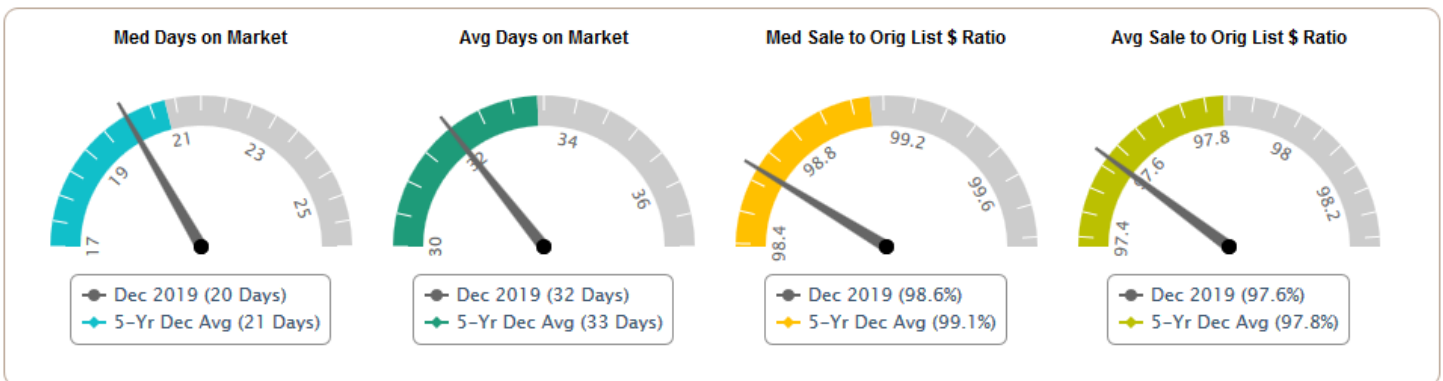 Med Days on Market
17
19
21
23
25
Dec 2019 (20 Days)
5-Yr Dec Avg (21 Days)
Avg Days on Market
30
32
34
36
Dec 2019 (32 Days)
5-Yr Dec Avg (33 Days)
Med Sale to Orig List $ Ratio
98.4
98.8
99.2
99.6
Dec 2019 (98.6%)
5-Yr Dec Avg (99.1%)
Avg Sale to Orig List $ Ratio
97.4
97.6
97.8
98
98.2
Dec 2019 (97.6%)
5-Yr Dec Avg (97.8%)